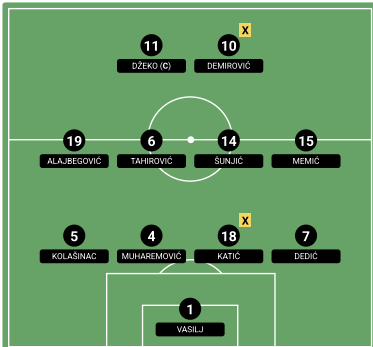 11 10 X
DŽEKO (C) DEMIROVIĆ
19 6 14 15
ALAJBEGOVIĆ TAHIROVIĆ ŠUNJIĆ MEMIĆ
5 4 18 X 7
KOLAŠINAC MUHAREMOVIĆ KATIĆ DEDIĆ
1
VASILJ